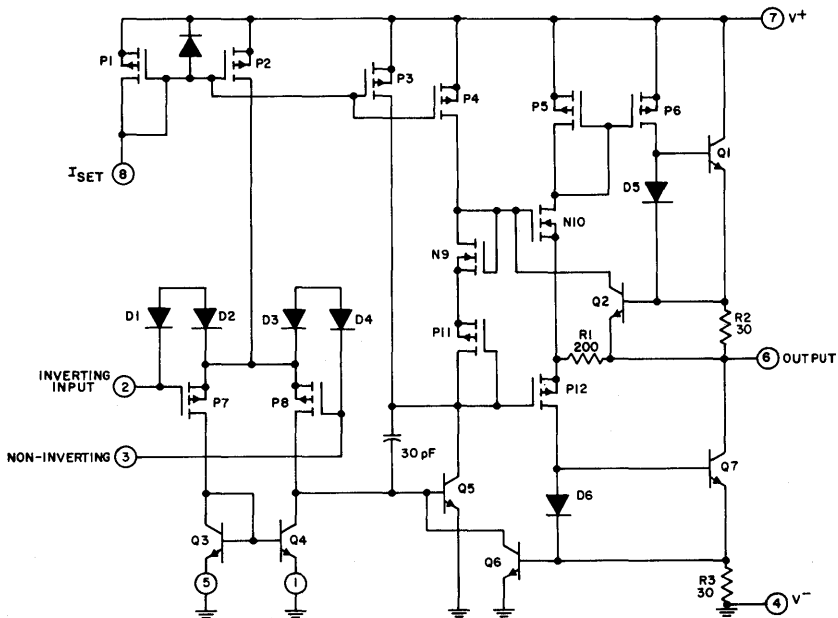 7 V+
P1
P2
P3
P4
P5
P6
Q1
ISET
8
D5
N10
N9
Q2
D1
D2
D3
D4
P11
R1
200
R2
30
6 OUTPUT
INVERTING
INPUT
2
P7
P8
P12
NON-INVERTING 3
30 pF
Q5
Q7
D6
Q3
Q4
Q6
5
1
R3
30
4 V-